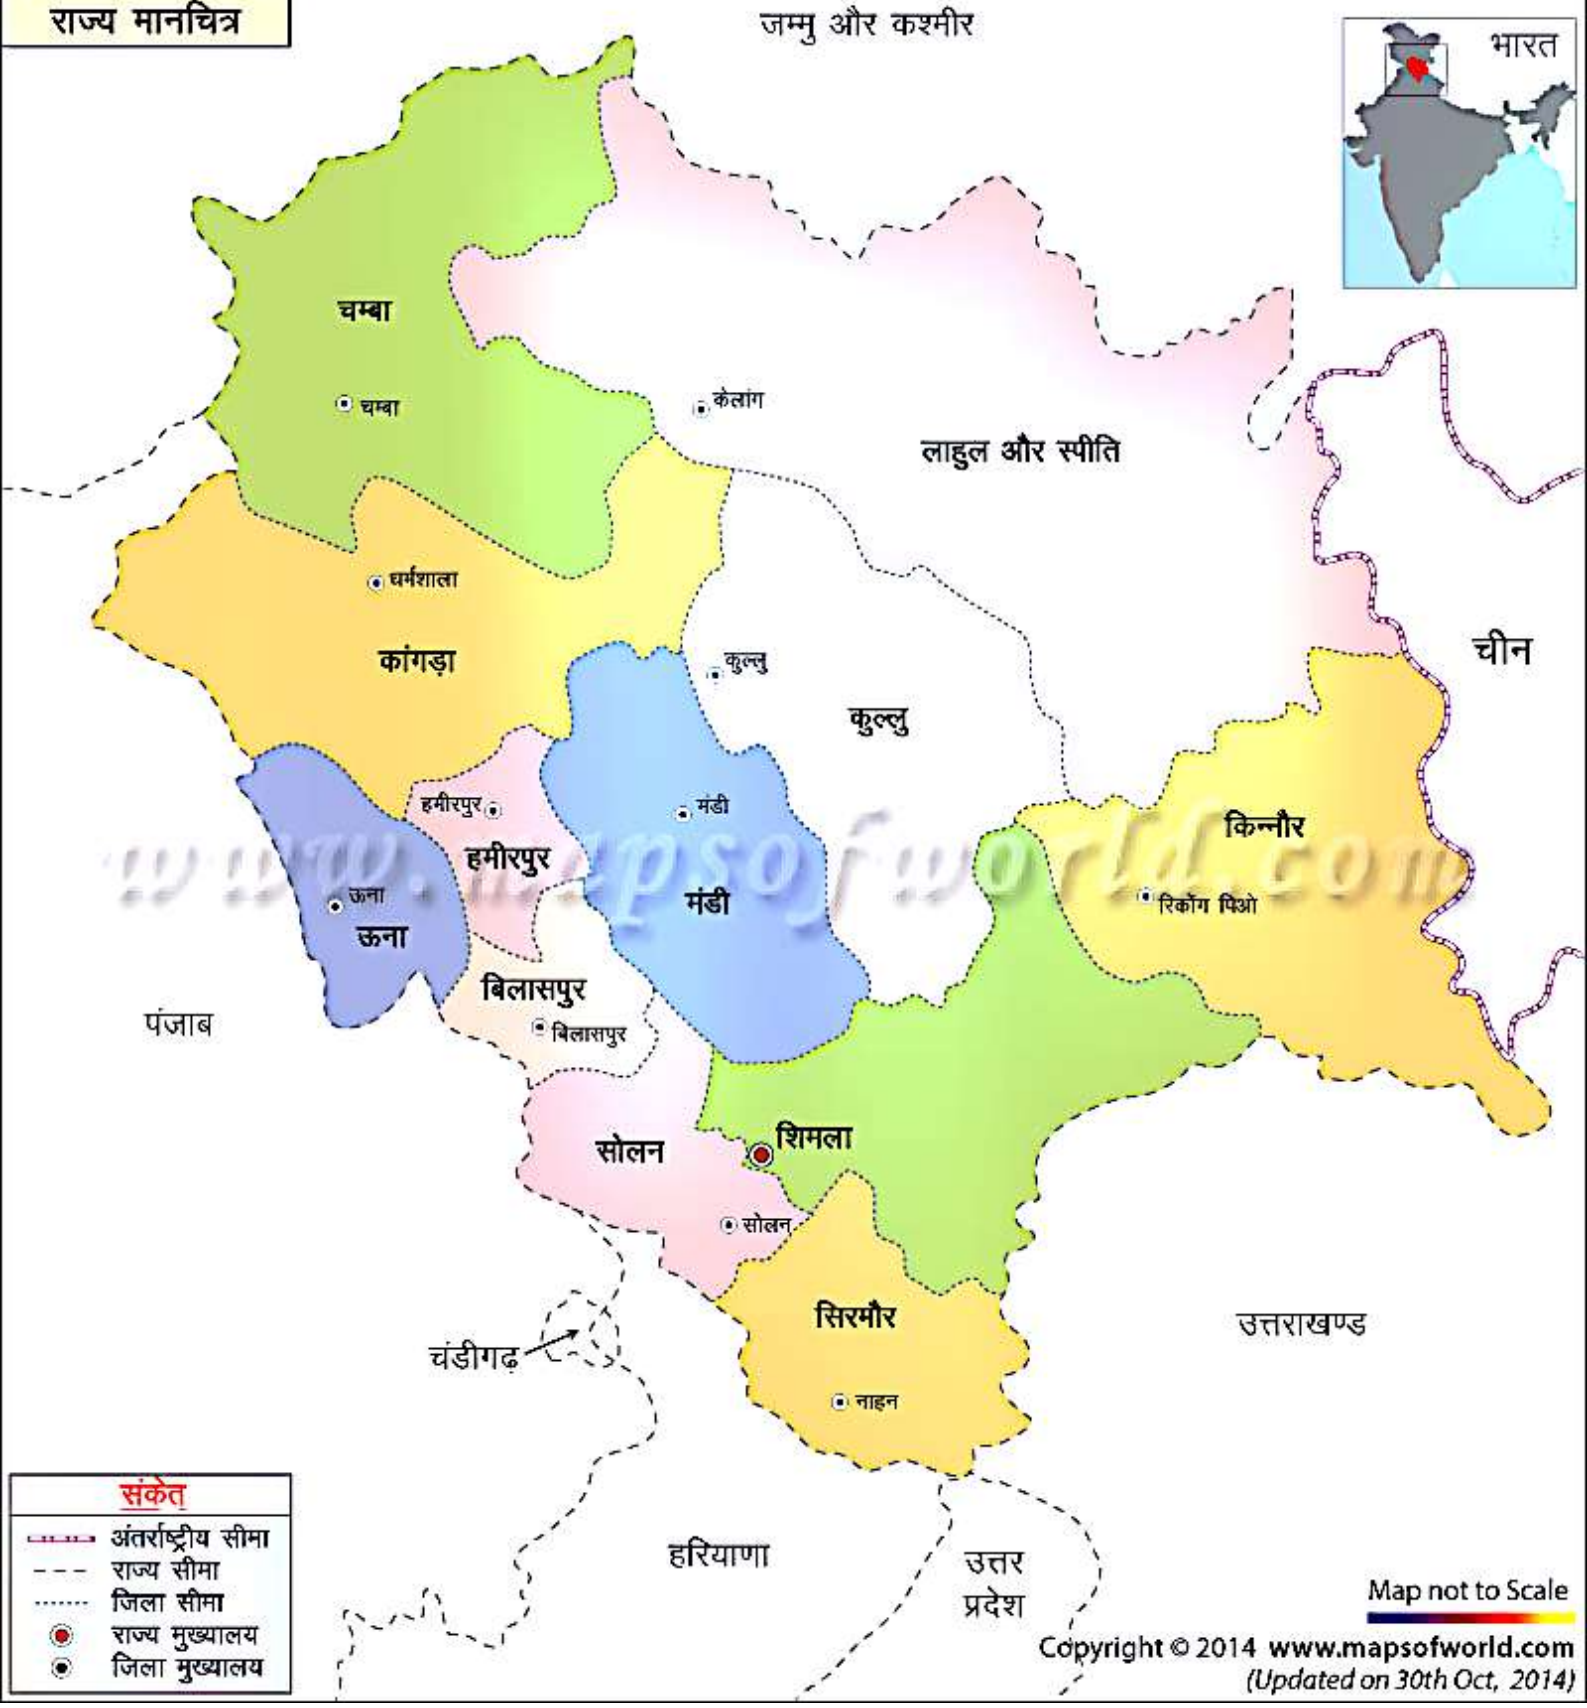 राज्य मानचित्र
जम्मु और कश्मीर
भारत
चम्बा
चम्बा
केलांग
लाहुल और स्पीति
धर्मशाला
कांगड़ा
कुल्लु
कुल्लु
चीन
हमीरपुर
हमीरपुर
मंडी
मंडी
किन्नौर
रिकोंग पिओ
www.mapsofworld.com
ऊना
ऊना
बिलासपुर
बिलासपुर
पंजाब
शिमला
सोलन
सोलन
सिरमौर
नाहन
चंडीगढ़
उत्तराखण्ड
हरियाणा
उत्तर
प्रदेश
संकेत
अंतर्राष्ट्रीय सीमा
राज्य सीमा
जिला सीमा
राज्य मुख्यालय
जिला मुख्यालय
Map not to Scale
Copyright © 2014 www.mapsofworld.com
(Updated on 30th Oct, 2014)